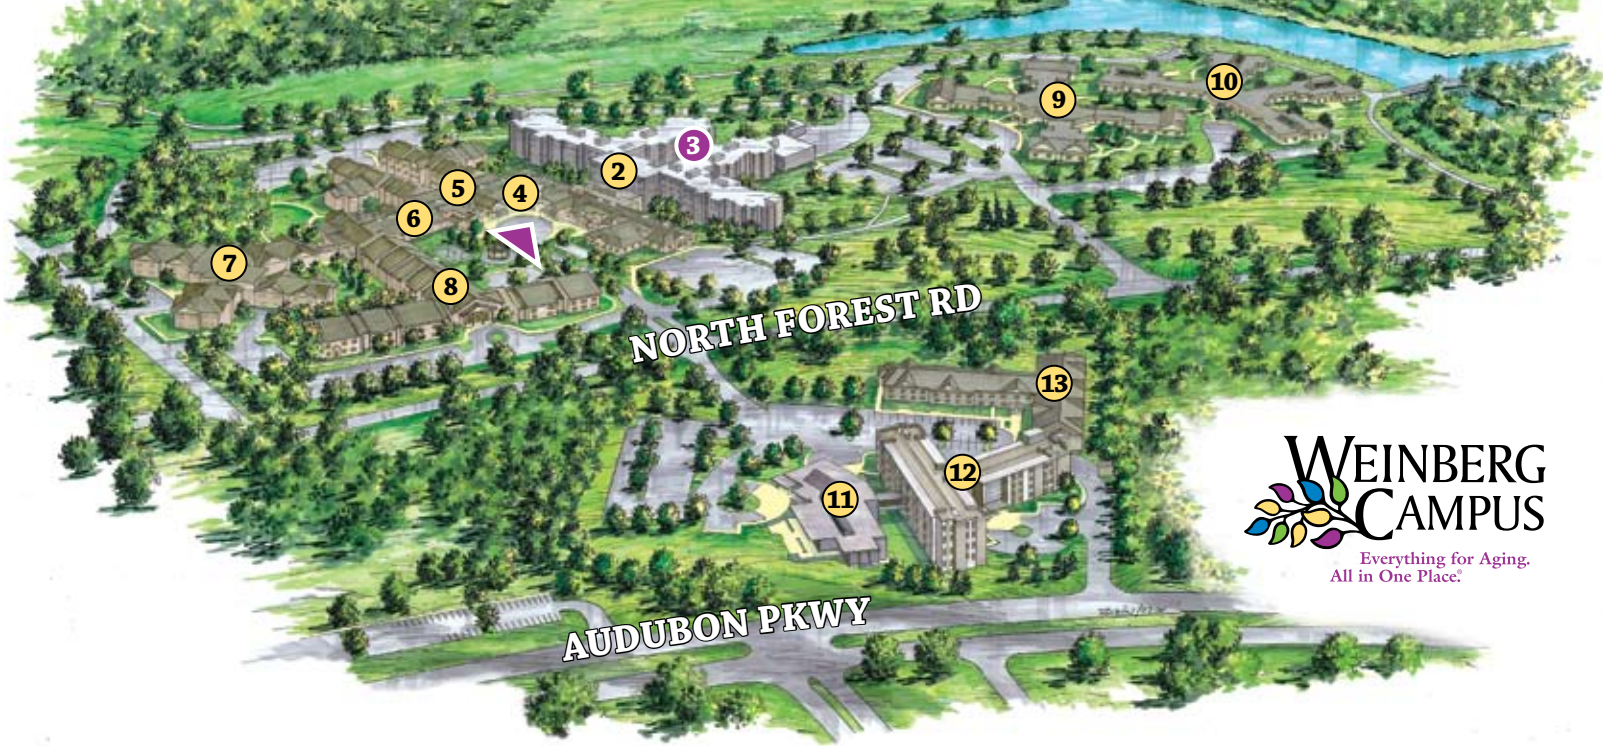 10
9
3
2
5
4
6
7
8
NORTH FOREST RD
13
12
11
WEINBERG
CAMPUS
Everything for Aging.
All in One Place.®
AUDUBON PKWY